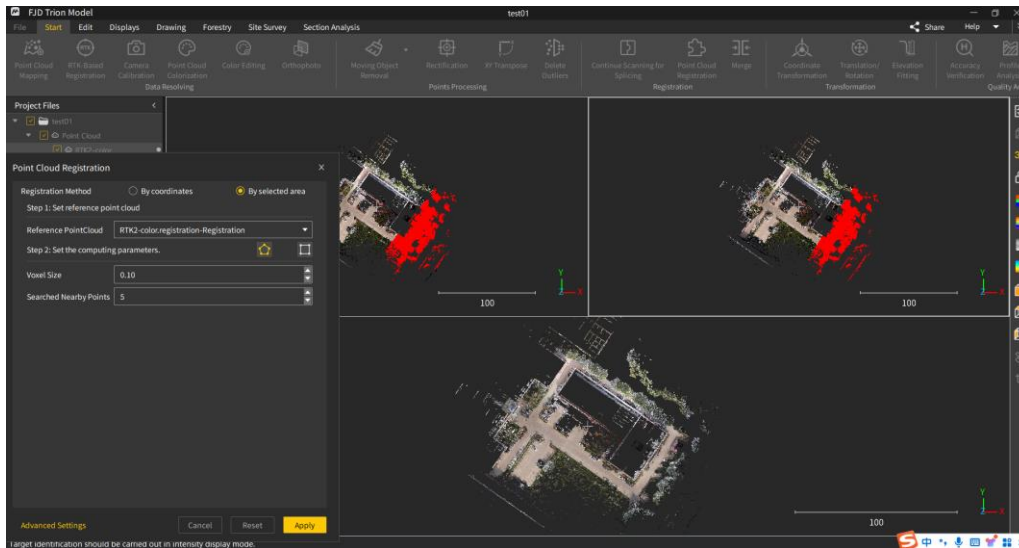 FJD Trion Model
test01
File Start Edit Displays Drawing Forestry Site Survey Section Analysis
Share Help
Point Cloud Mapping
RTK-Based Registration
Camera Calibration
Point Cloud Colorization
Color Editing
Orthophoto
Moving Object Removal
Rectification
XY Transpose
Delete Outliers
Continue Scanning for Splicing
Point Cloud Registration
Merge
Coordinate Transformation
Translation/ Rotation
Elevation Fitting
Accuracy Verification
Data Resolving
Points Processing
Registration
Transformation
Project Files
test01
Point Cloud
RTK2-color
Point Cloud Registration
Registration Method By coordinates By selected area
Step 1: Set reference point cloud
Reference PointCloud RTK2-color.registration-Registration
Step 2: Set the computing parameters.
Voxel Size 0.10
Searched Nearby Points 5
Y
Z X
100
Y
Z X
100
Y
Z X
100
Advanced Settings Cancel Reset Apply
Target identification should be carried out in intensity display mode.
中